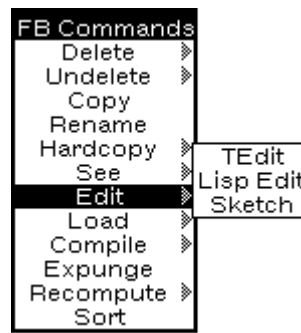 FB Commands
Delete
Undelete
Copy
Rename
Hardcopy
See
Edit
Load
Compile
Expunge
Recompute
Sort
TEdit
Lisp Edit
Sketch